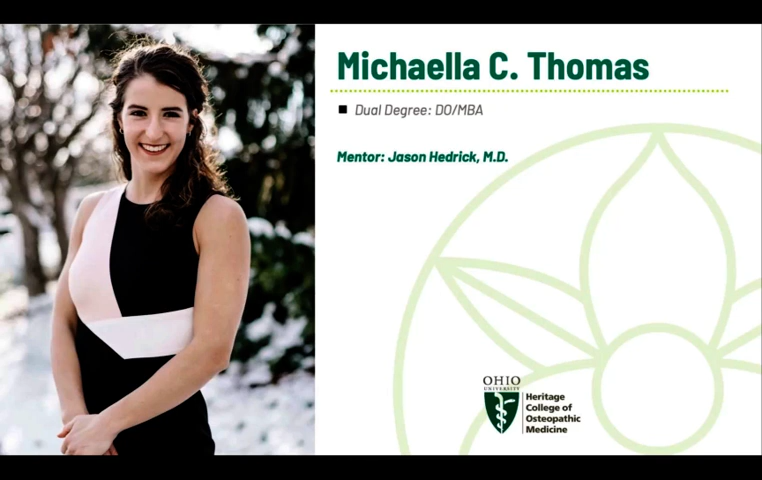 Michaella C. Thomas
Dual Degree: DO/MBA
Mentor: Jason Hedrick, M.D.
OHIO
UNIVERSITY
Heritage
College of
Osteopathic
Medicine